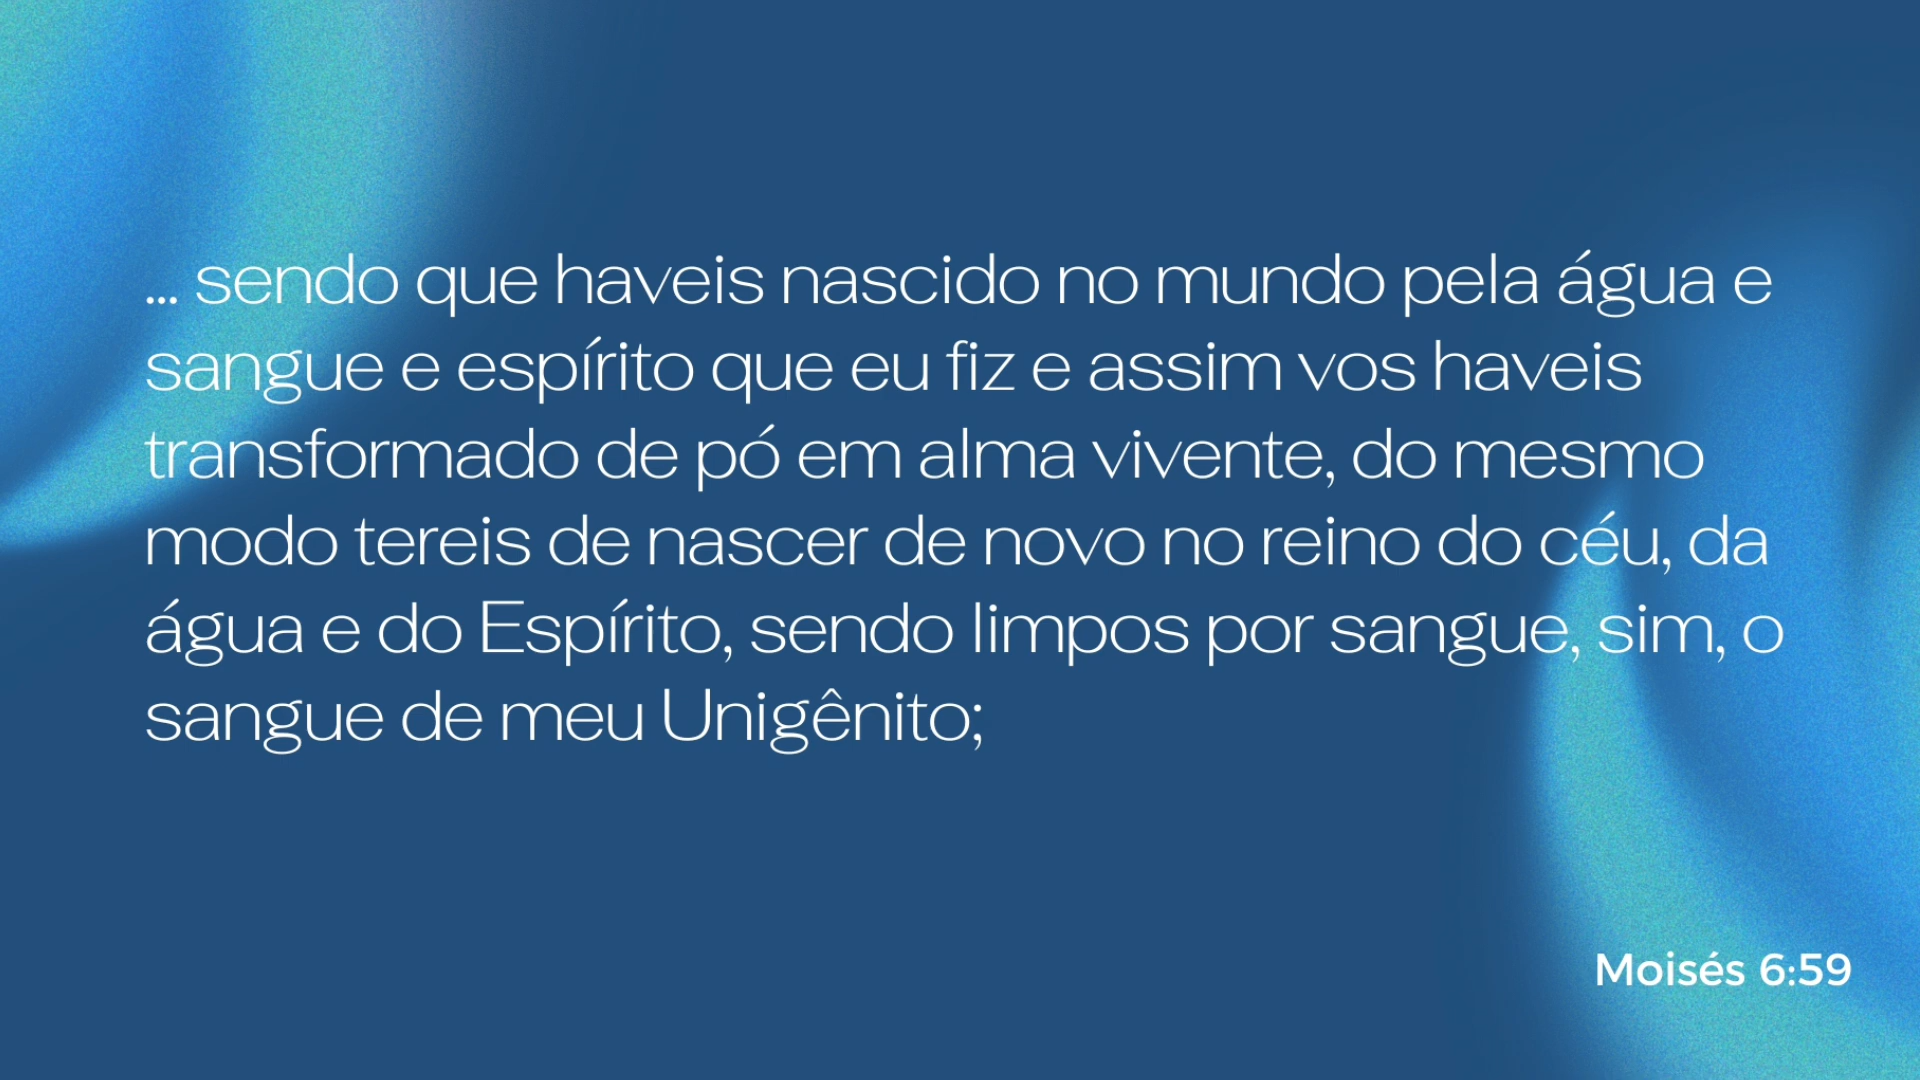 ... sendo que haveis nascido no mundo pela água e
sangue e espírito que eu fiz e assim vos haveis
transformado de pó em alma vivente, do mesmo
modo tereis de nascer de novo no reino do céu, da
água e do Espírito, sendo limpos por sangue, sim, o
sangue de meu Unigênito;
Moisés 6:59